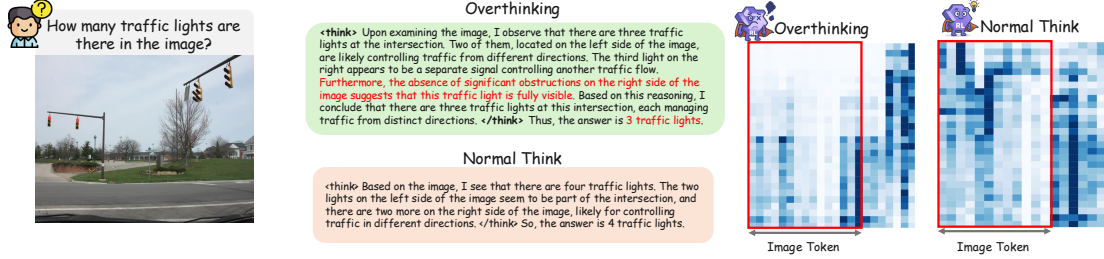 How many traffic lights are
there in the image?
Overthinking
<think> Upon examining the image, I observe that there are three traffic
lights at the intersection. Two of them, located on the left side of the image,
are likely controlling traffic from different directions. The third light on the
right appears to be a separate signal controlling another traffic flow.
Furthermore, the absence of significant obstructions on the right side of the
image suggests that this traffic light is fully visible. Based on this reasoning, I
conclude that there are three traffic lights at this intersection, each managing
traffic from distinct directions. </think> Thus, the answer is 3 traffic lights.
Normal Think
<think> Based on the image, I see that there are four traffic lights. The two
lights on the left side of the image seem to be part of the intersection, and
there are two more on the right side of the image, likely for controlling
traffic in different directions. </think> So, the answer is 4 traffic lights.
RL
Overthinking
Image Token
RL
Normal Think
Image Token